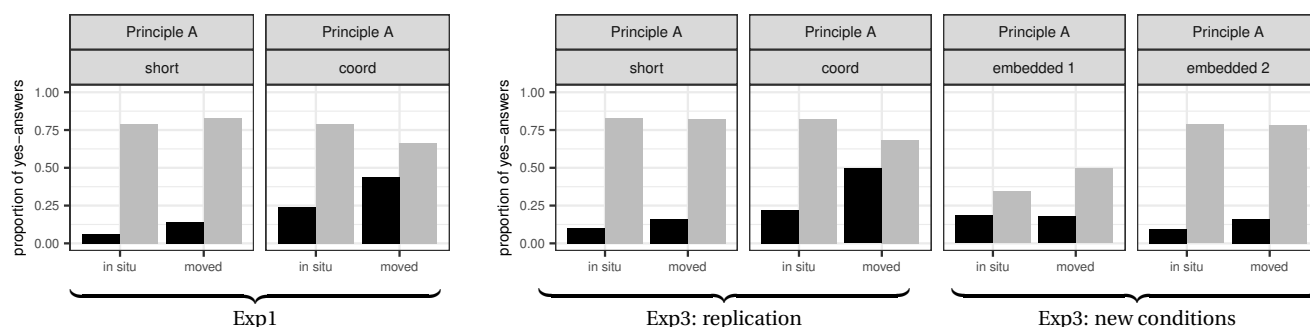 Principle A Principle A Principle A Principle A Principle A Principle A
short coord short coord embedded 1 embedded 2
proportion of yes−answers
1.00
0.75
0.50
0.25
0.00
proportion of yes−answers
1.00
0.75
0.50
0.25
0.00
in situ moved in situ moved in situ moved in situ moved in situ moved in situ moved
Exp1 Exp3: replication Exp3: new conditions